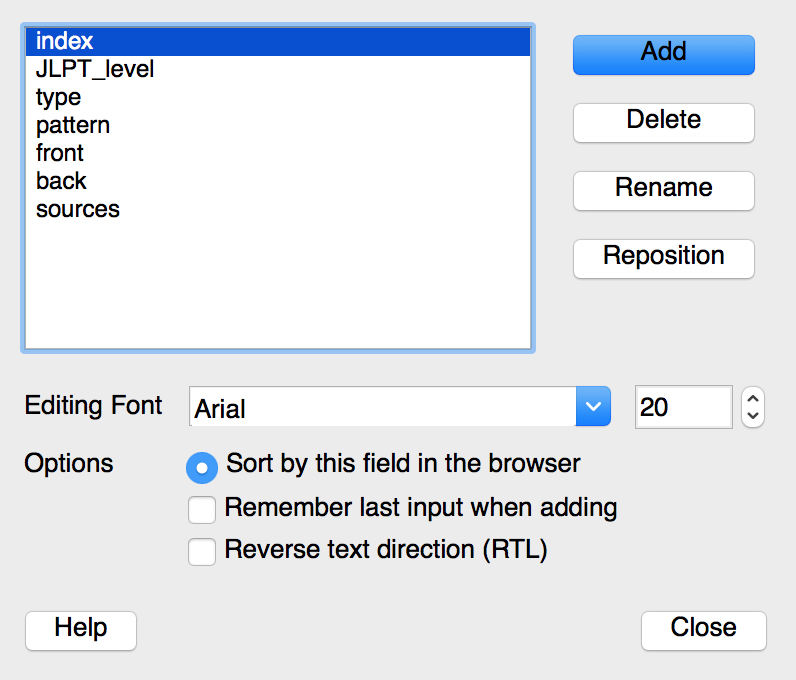 index
JLPT_level
type
pattern
front
back
sources
Add
Delete
Rename
Reposition
Editing Font
Arial
20
Options
Sort by this field in the browser
Remember last input when adding
Reverse text direction (RTL)
Help
Close